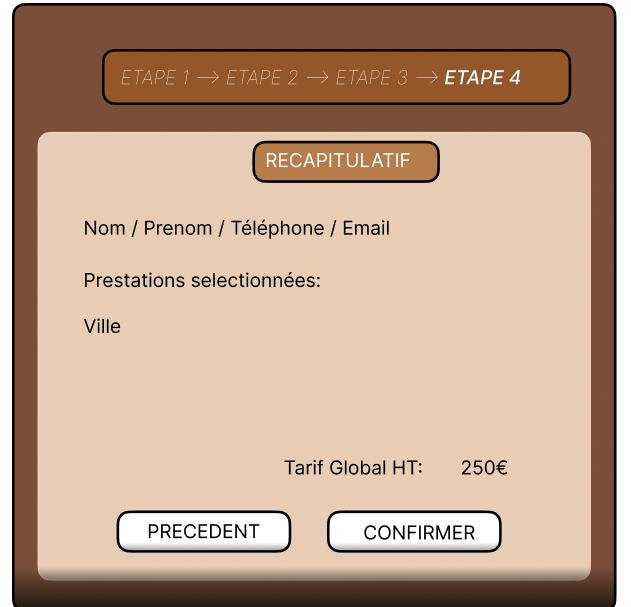 ETAPE 1 → ETAPE 2 → ETAPE 3 → ETAPE 4
RECAPITULATIF
Nom / Prenom / Téléphone / Email
Prestations selectionnées:
Ville
Tarif Global HT: 250€
PRECEDENT CONFIRMER